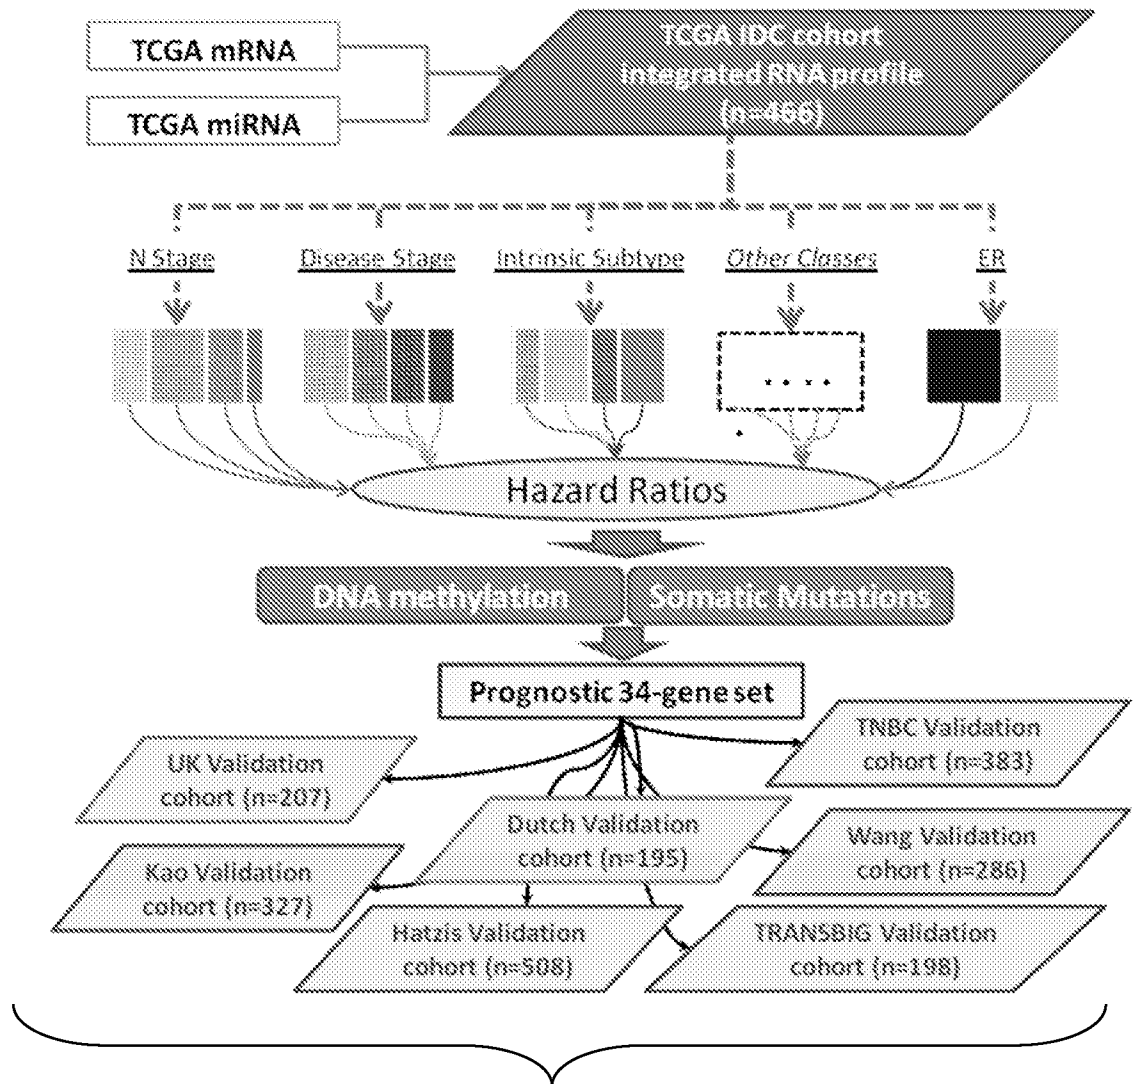 TCGA mRNA
TCGA miRNA
TCGA IDC cohort
integrated RNA profile
(n=466)
N Stage
Disease Stage
Intrinsic Subtype
Other Classes
ER
Hazard Ratios
DNA methylation
Somatic Mutations
Prognostic 34-gene set
TNBC Validation
cohort (n=383)
UK Validation
cohort (n=207)
Dutch Validation
cohort (n=195)
Wang Validation
cohort (n=286)
Kao Validation
cohort (n=327)
Hatzis Validation
cohort (n=508)
TRANSBIG Validation
cohort (n=198)